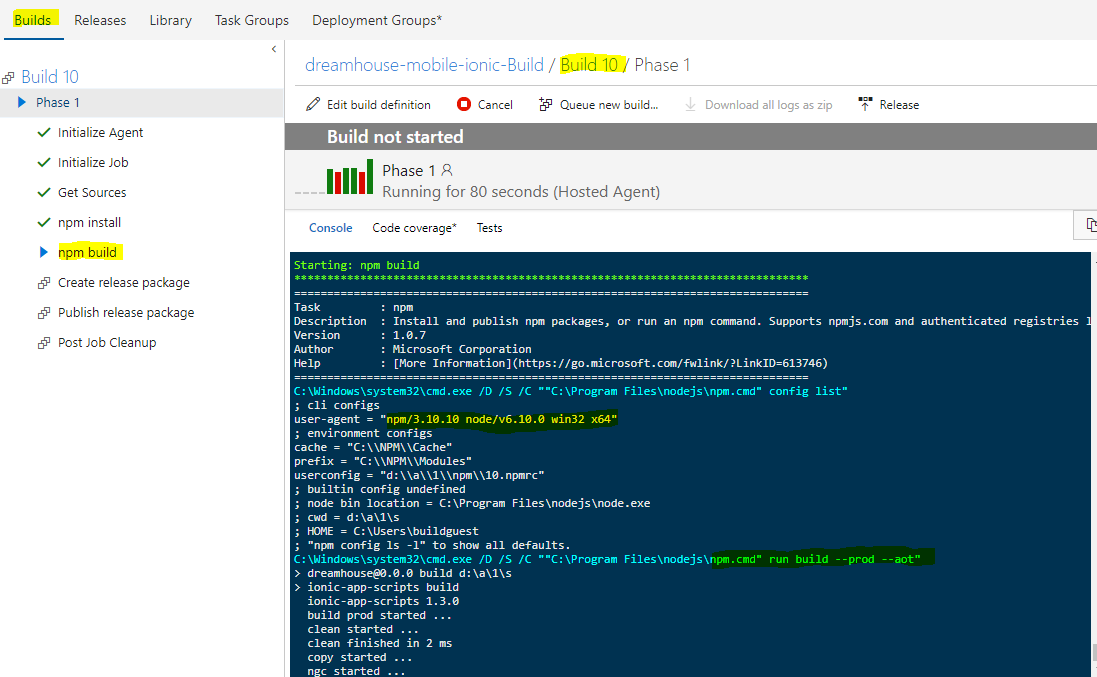 Builds Releases Library Task Groups Deployment Groups*
Build 10
Phase 1
Initialize Agent
Initialize Job
Get Sources
npm install
npm build
Create release package
Publish release package
Post Job Cleanup
dreamhouse-mobile-ionic-Build / Build 10 / Phase 1
Edit build definition Cancel Queue new build... Download all logs as zip Release
Build not started
Phase 1
Running for 80 seconds (Hosted Agent)
Console Code coverage* Tests
Starting: npm build
******************************************************************************
==============================================================================
Task : npm
Description : Install and publish npm packages, or run an npm command. Supports npmjs.com and authenticated registries
Version : 1.0.7
Author : Microsoft Corporation
Help : [More Information](https://go.microsoft.com/fwlink/?LinkID=613746)
==============================================================================
C:\Windows\system32\cmd.exe /D /S /C ""C:\Program Files\nodejs\npm.cmd" config list"
; cli configs
user-agent = "npm/3.10.10 node/v6.10.0 win32 x64"
; environment configs
cache = "C:\\NPM\\Cache"
prefix = "C:\\NPM\\Modules"
userconfig = "d:\\a\\1\\npm\\10.npmrc"
; builtin config undefined
; node bin location = C:\Program Files\nodejs\node.exe
; cwd = d:\a\1\s
; HOME = C:\Users\buildguest
; "npm config ls -l" to show all defaults.
C:\Windows\system32\cmd.exe /D /S /C ""C:\Program Files\nodejs\npm.cmd" run build --prod --aot"
> dreamhouse@0.0.0 build d:\a\1\s
> ionic-app-scripts build
ionic-app-scripts 1.3.0
build prod started ...
clean started ...
clean finished in 2 ms
copy started ...
ngc started ...